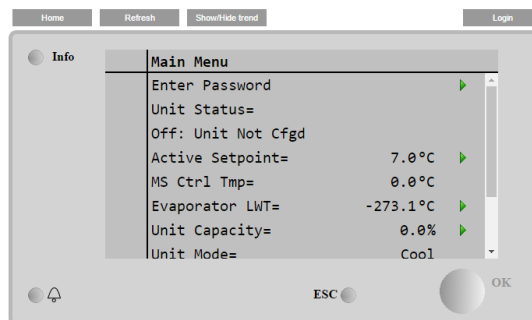 Home Refresh Show/Hide trend Login
Info
Main Menu
Enter Password
Unit Status=
Off: Unit Not Cfgd
Active Setpoint= 7.0°C
MS Ctrl Tmp= 0.0°C
Evaporator LWT= -273.1°C
Unit Capacity= 0.0%
Unit Mode= Cool
ESC OK